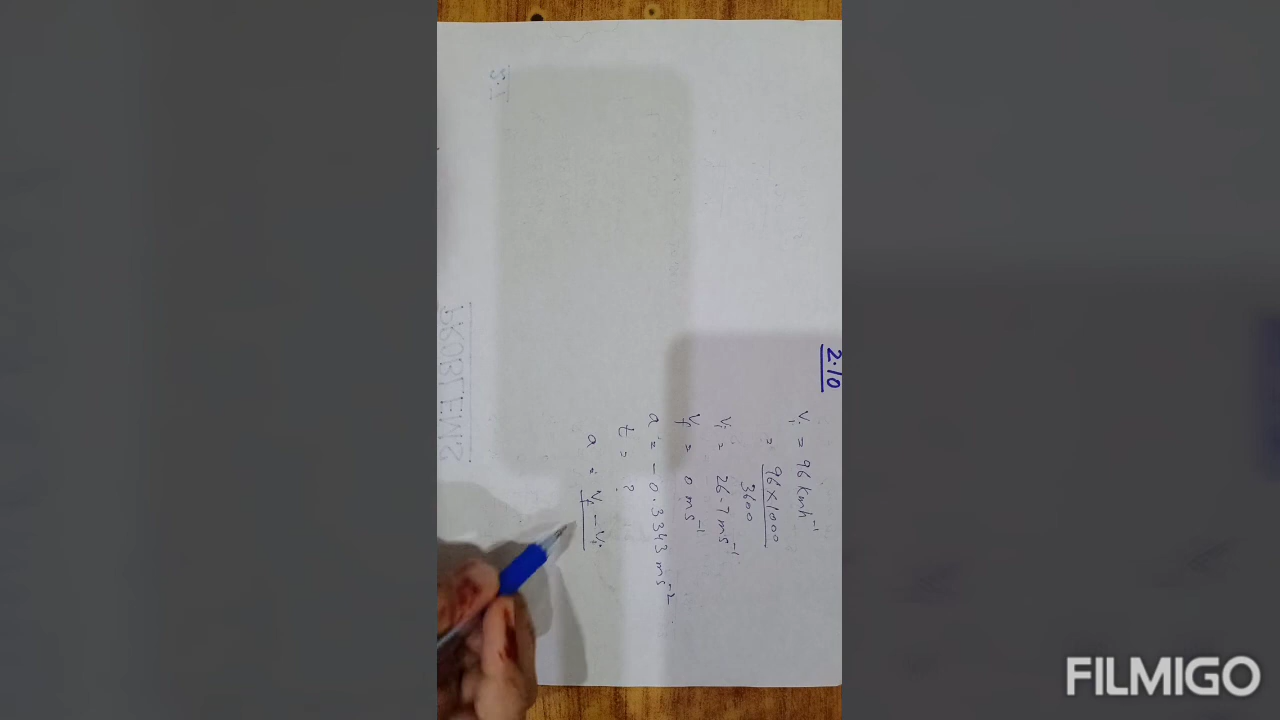 2.10
Vi = 96 kmh⁻¹
= 96 × 1000
3600
Vi = 26.7 ms⁻¹
Vf = 0 ms⁻¹
a = -0.3343 ms⁻²
t = ?
a = Vf - Vi
PROBLEMS
FILMIGO